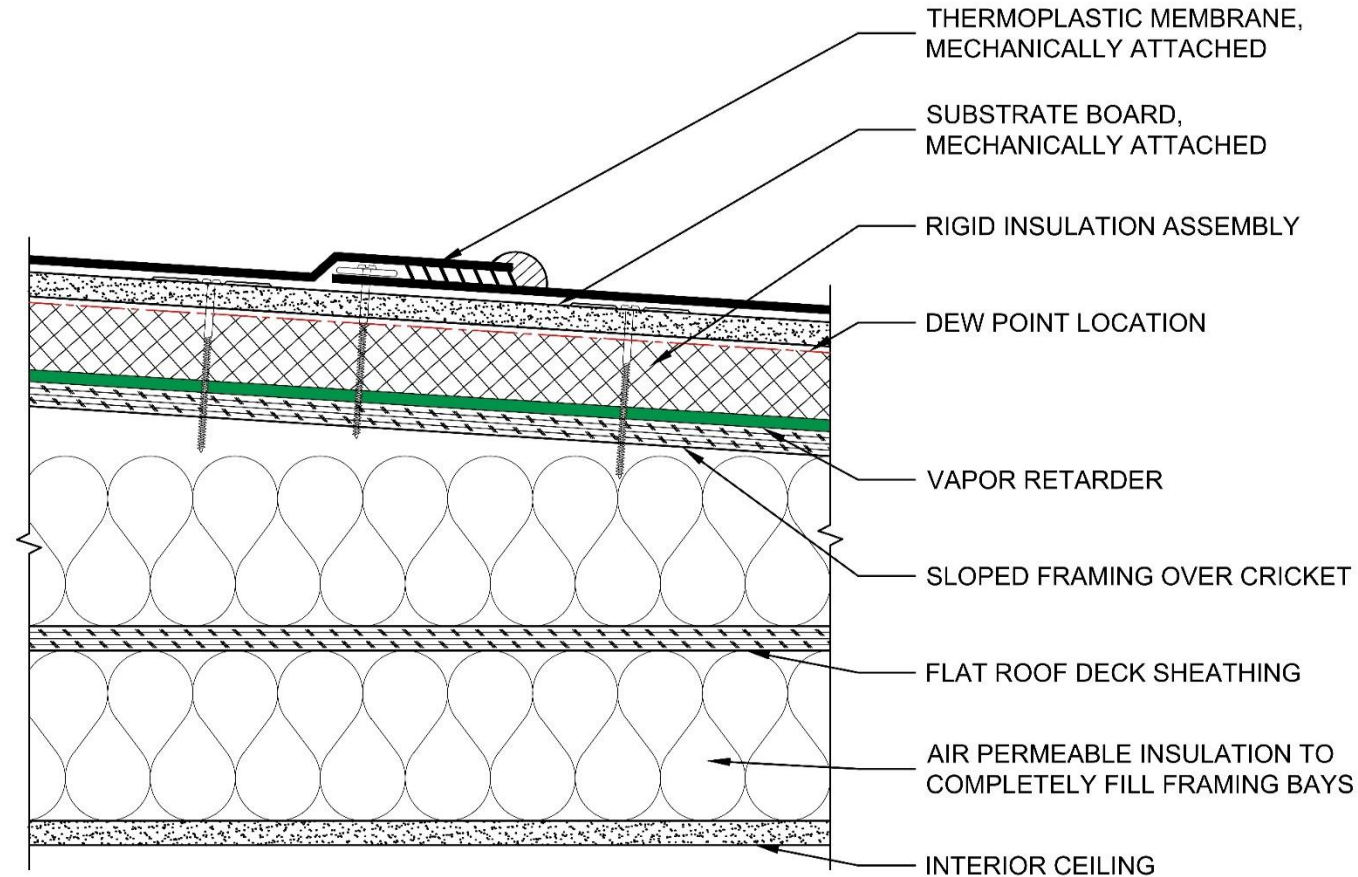 THERMOPLASTIC MEMBRANE,
MECHANICALLY ATTACHED
SUBSTRATE BOARD,
MECHANICALLY ATTACHED
RIGID INSULATION ASSEMBLY
DEW POINT LOCATION
VAPOR RETARDER
SLOPED FRAMING OVER CRICKET
FLAT ROOF DECK SHEATHING
AIR PERMEABLE INSULATION TO
COMPLETELY FILL FRAMING BAYS
INTERIOR CEILING